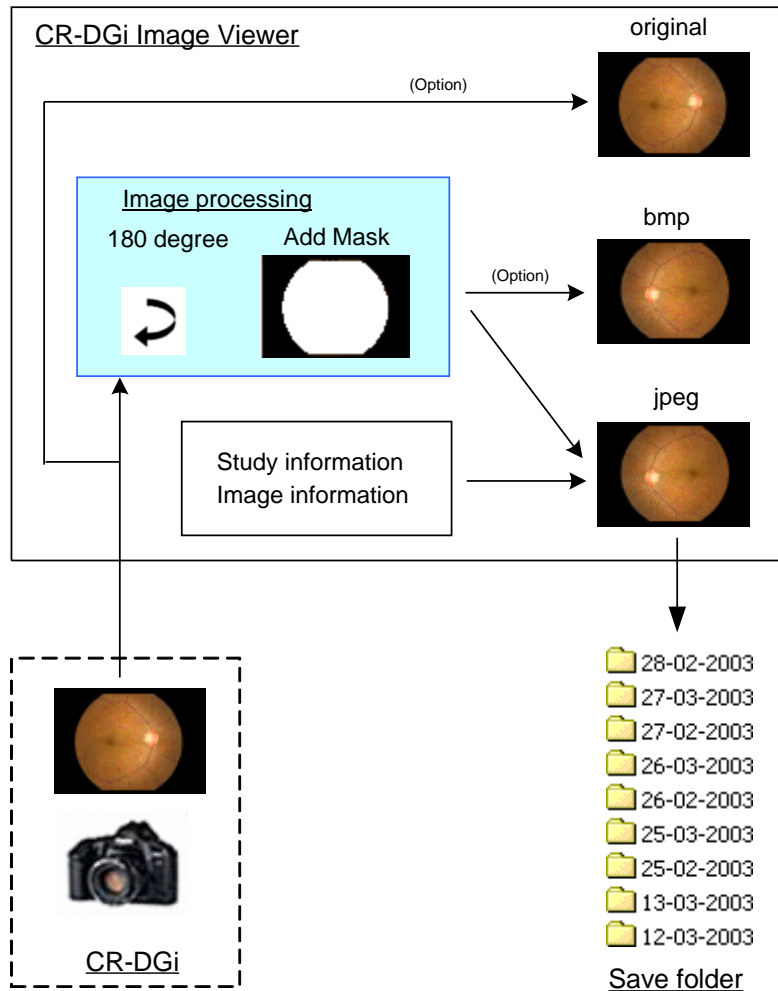 CR-DGi Image Viewer
original
(Option)
Image processing
180 degree
Add Mask
(Option)
bmp
jpeg
Study information
Image information
CR-DGi
28-02-2003
27-03-2003
27-02-2003
26-03-2003
26-02-2003
25-03-2003
25-02-2003
13-03-2003
12-03-2003
Save folder